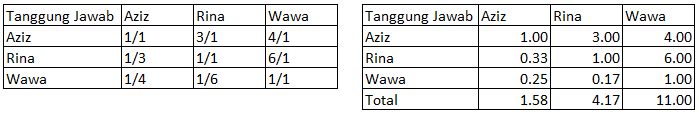 Tanggung Jawab Aziz Rina Wawa
Aziz 1/1 3/1 4/1
Rina 1/3 1/1 6/1
Wawa 1/4 1/6 1/1
Tanggung Jawab Aziz Rina Wawa
Aziz 1.00 3.00 4.00
Rina 0.33 1.00 6.00
Wawa 0.25 0.17 1.00
Total 1.58 4.17 11.00